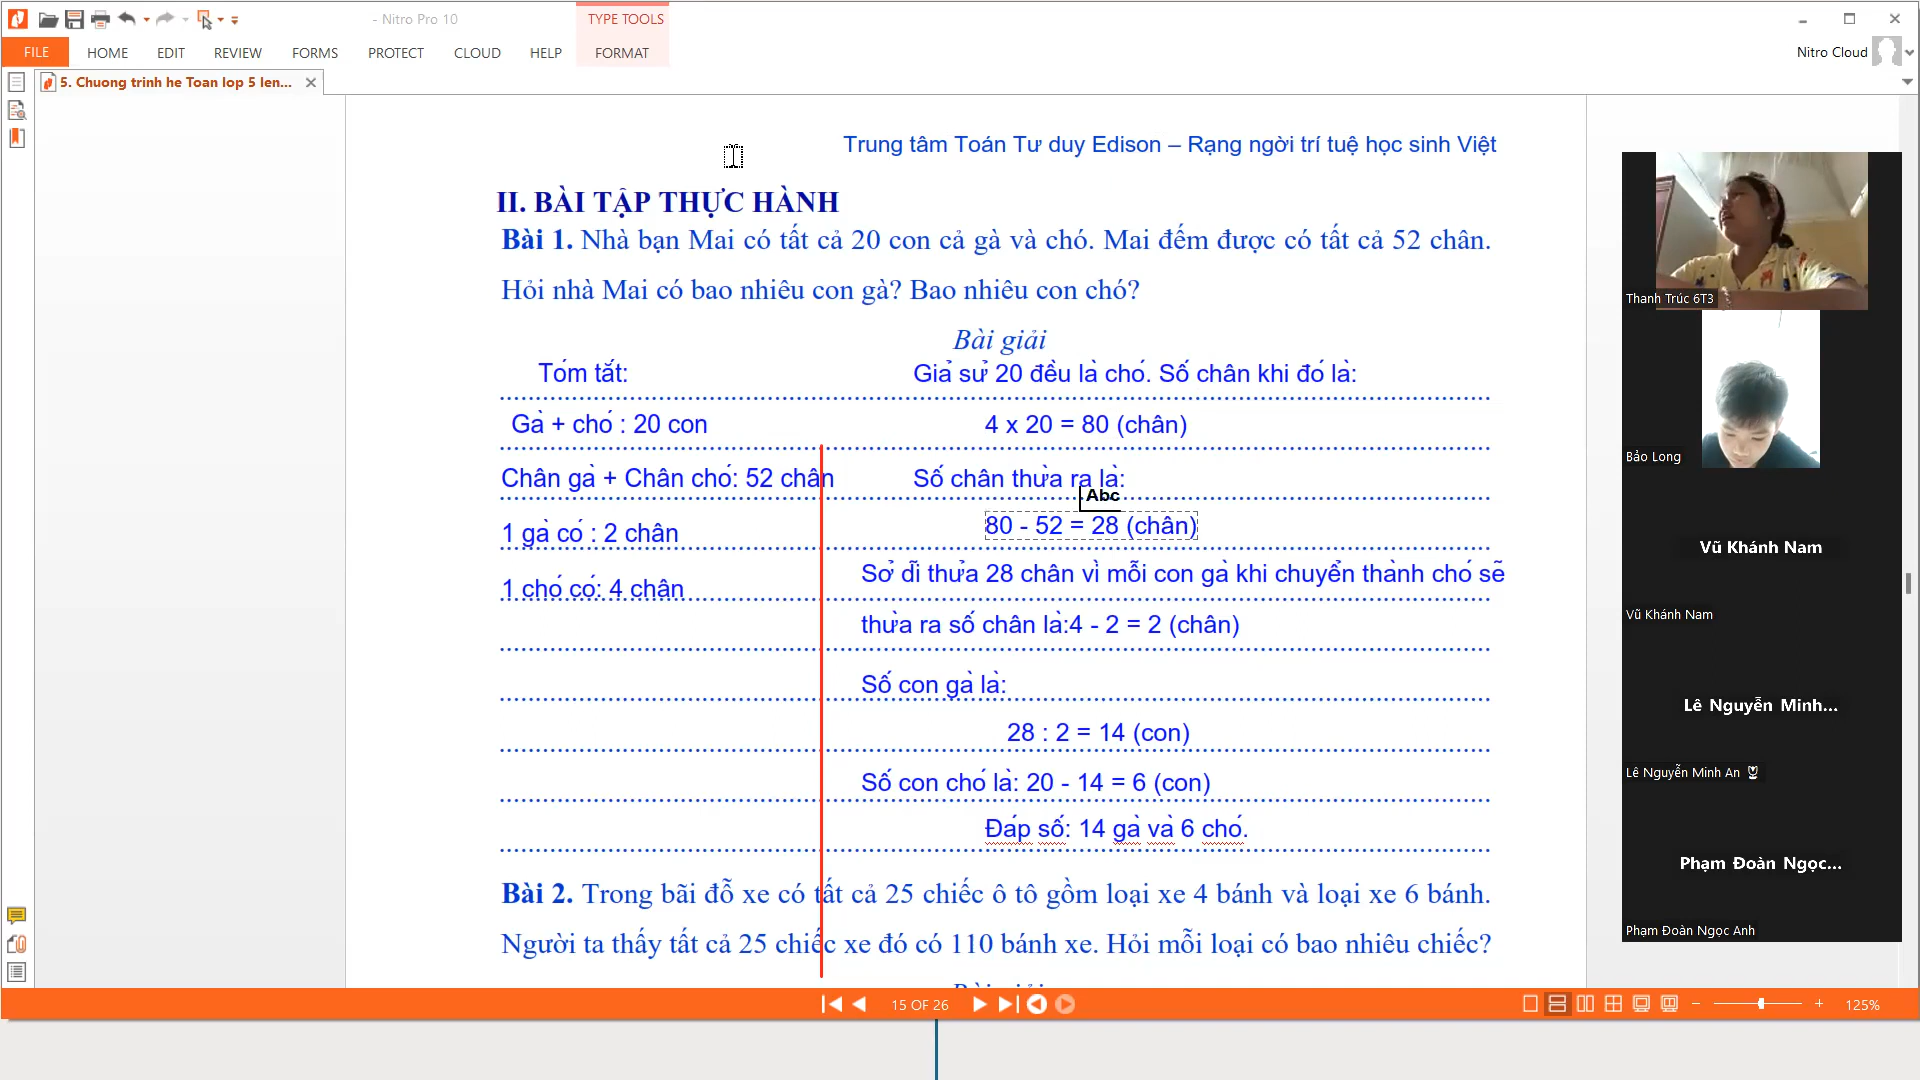 - Nitro Pro 10
TYPE TOOLS
FILE HOME EDIT REVIEW FORMS PROTECT CLOUD HELP FORMAT
Nitro Cloud
5. Chuong trinh he Toan lop 5 len...
Trung tâm Toán Tư duy Edison – Rạng ngời trí tuệ học sinh Việt
II. BÀI TẬP THỰC HÀNH
Bài 1. Nhà bạn Mai có tất cả 20 con cả gà và chó. Mai đếm được có tất cả 52 chân.
Hỏi nhà Mai có bao nhiêu con gà? Bao nhiêu con chó?
Bài giải
Tóm tắt:
Gà + chó : 20 con
Chân gà + Chân chó: 52 chân
1 gà có : 2 chân
1 chó có: 4 chân
Giả sử 20 đều là chó. Số chân khi đó là:
4 x 20 = 80 (chân)
Số chân thừa ra là:
Abc
80 - 52 = 28 (chân)
Sở dĩ thửa 28 chân vì mỗi con gà khi chuyển thành chó sẽ
thừa ra số chân là:4 - 2 = 2 (chân)
Số con gà là:
28 : 2 = 14 (con)
Số con chó là: 20 - 14 = 6 (con)
Đáp số: 14 gà và 6 chó.
Bài 2. Trong bãi đỗ xe có tất cả 25 chiếc ô tô gồm loại xe 4 bánh và loại xe 6 bánh.
Người ta thấy tất cả 25 chiếc xe đó có 110 bánh xe. Hỏi mỗi loại có bao nhiêu chiếc?
Bài giải
Thanh Trúc 6T3
Bảo Long
Vũ Khánh Nam
Vũ Khánh Nam
Lê Nguyễn Minh...
Lê Nguyễn Minh An
Phạm Đoàn Ngọc...
Phạm Đoàn Ngọc Anh
15 OF 26
125%